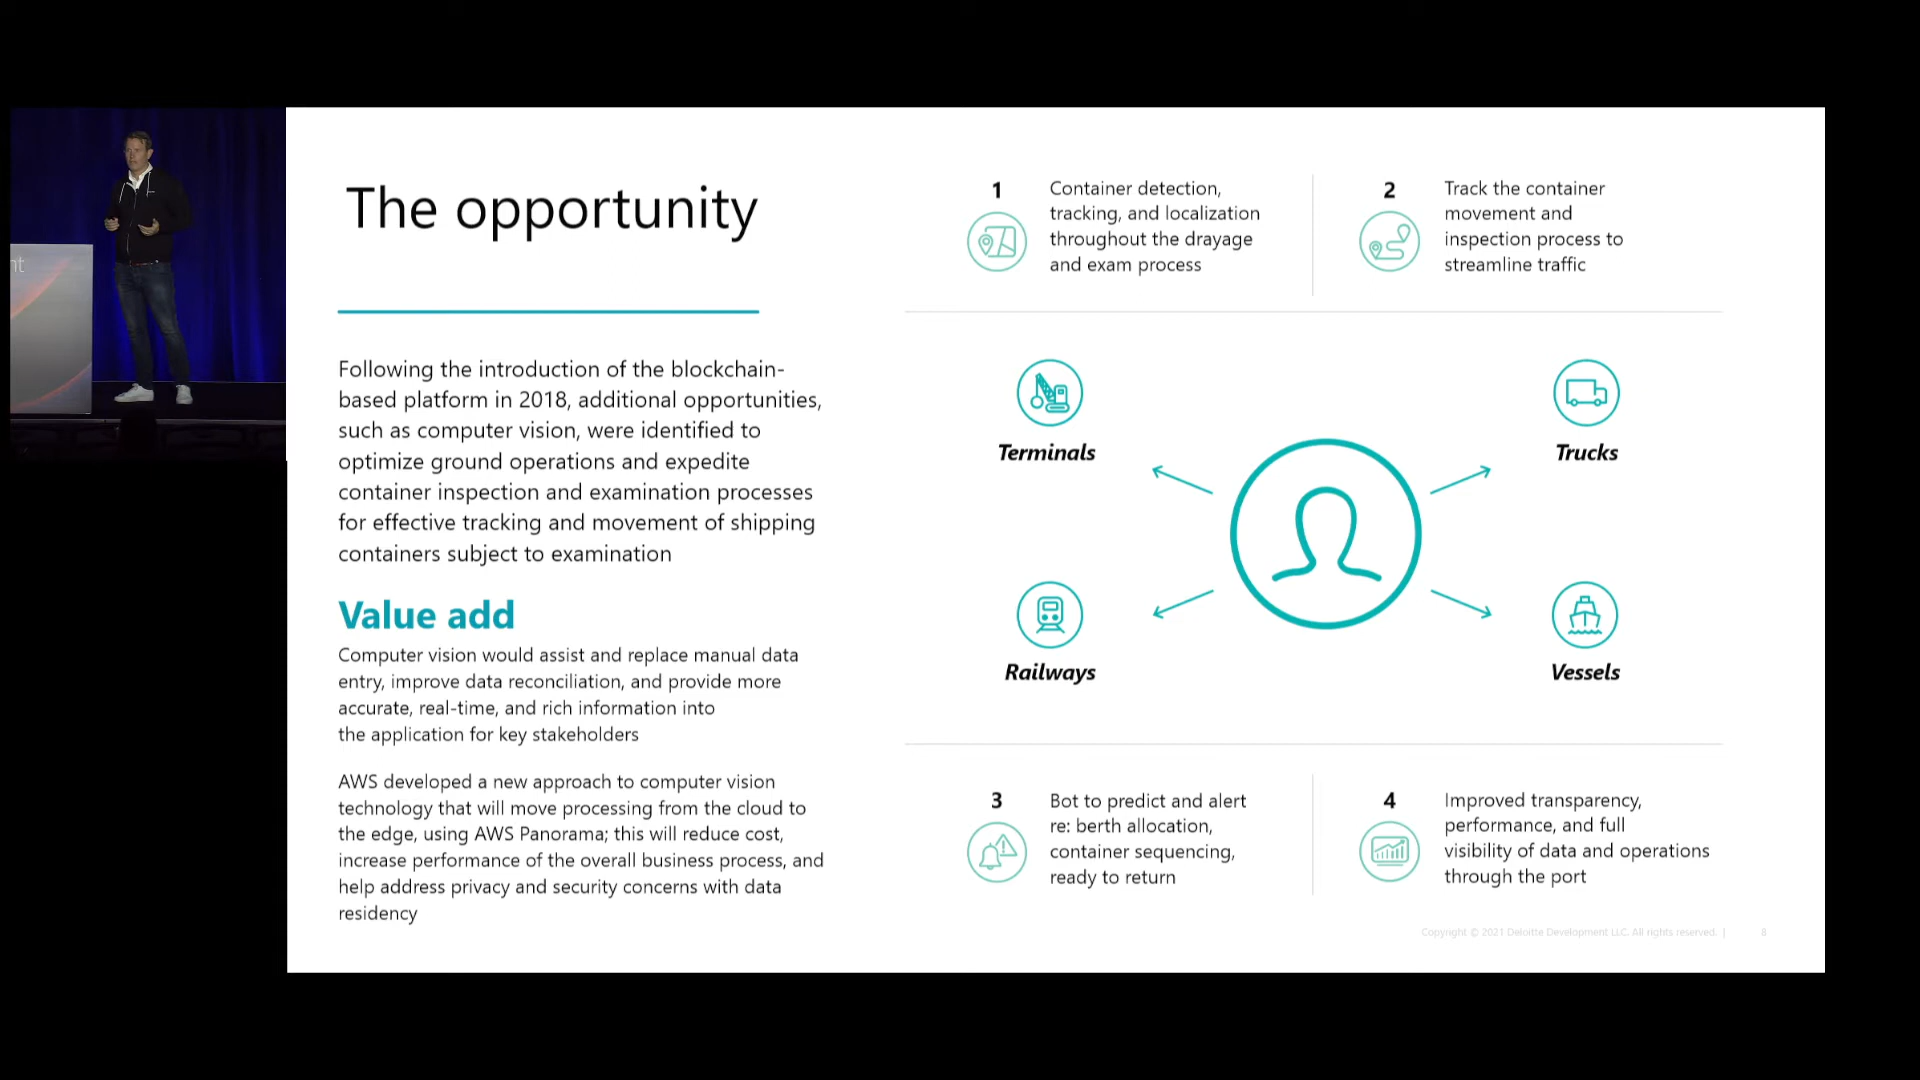 nt
The opportunity
Following the introduction of the blockchain-
based platform in 2018, additional opportunities,
such as computer vision, were identified to
optimize ground operations and expedite
container inspection and examination processes
for effective tracking and movement of shipping
containers subject to examination
Value add
Computer vision would assist and replace manual data
entry, improve data reconciliation, and provide more
accurate, real-time, and rich information into
the application for key stakeholders
AWS developed a new approach to computer vision
technology that will move processing from the cloud to
the edge, using AWS Panorama; this will reduce cost,
increase performance of the overall business process, and
help address privacy and security concerns with data
residency
1
Container detection,
tracking, and localization
throughout the drayage
and exam process
2
Track the container
movement and
inspection process to
streamline traffic
Terminals
Trucks
Railways
Vessels
3
Bot to predict and alert
re: berth allocation,
container sequencing,
ready to return
4
Improved transparency,
performance, and full
visibility of data and operations
through the port
Copyright © 2021 Deloitte Development LLC. All rights reserved. |
8